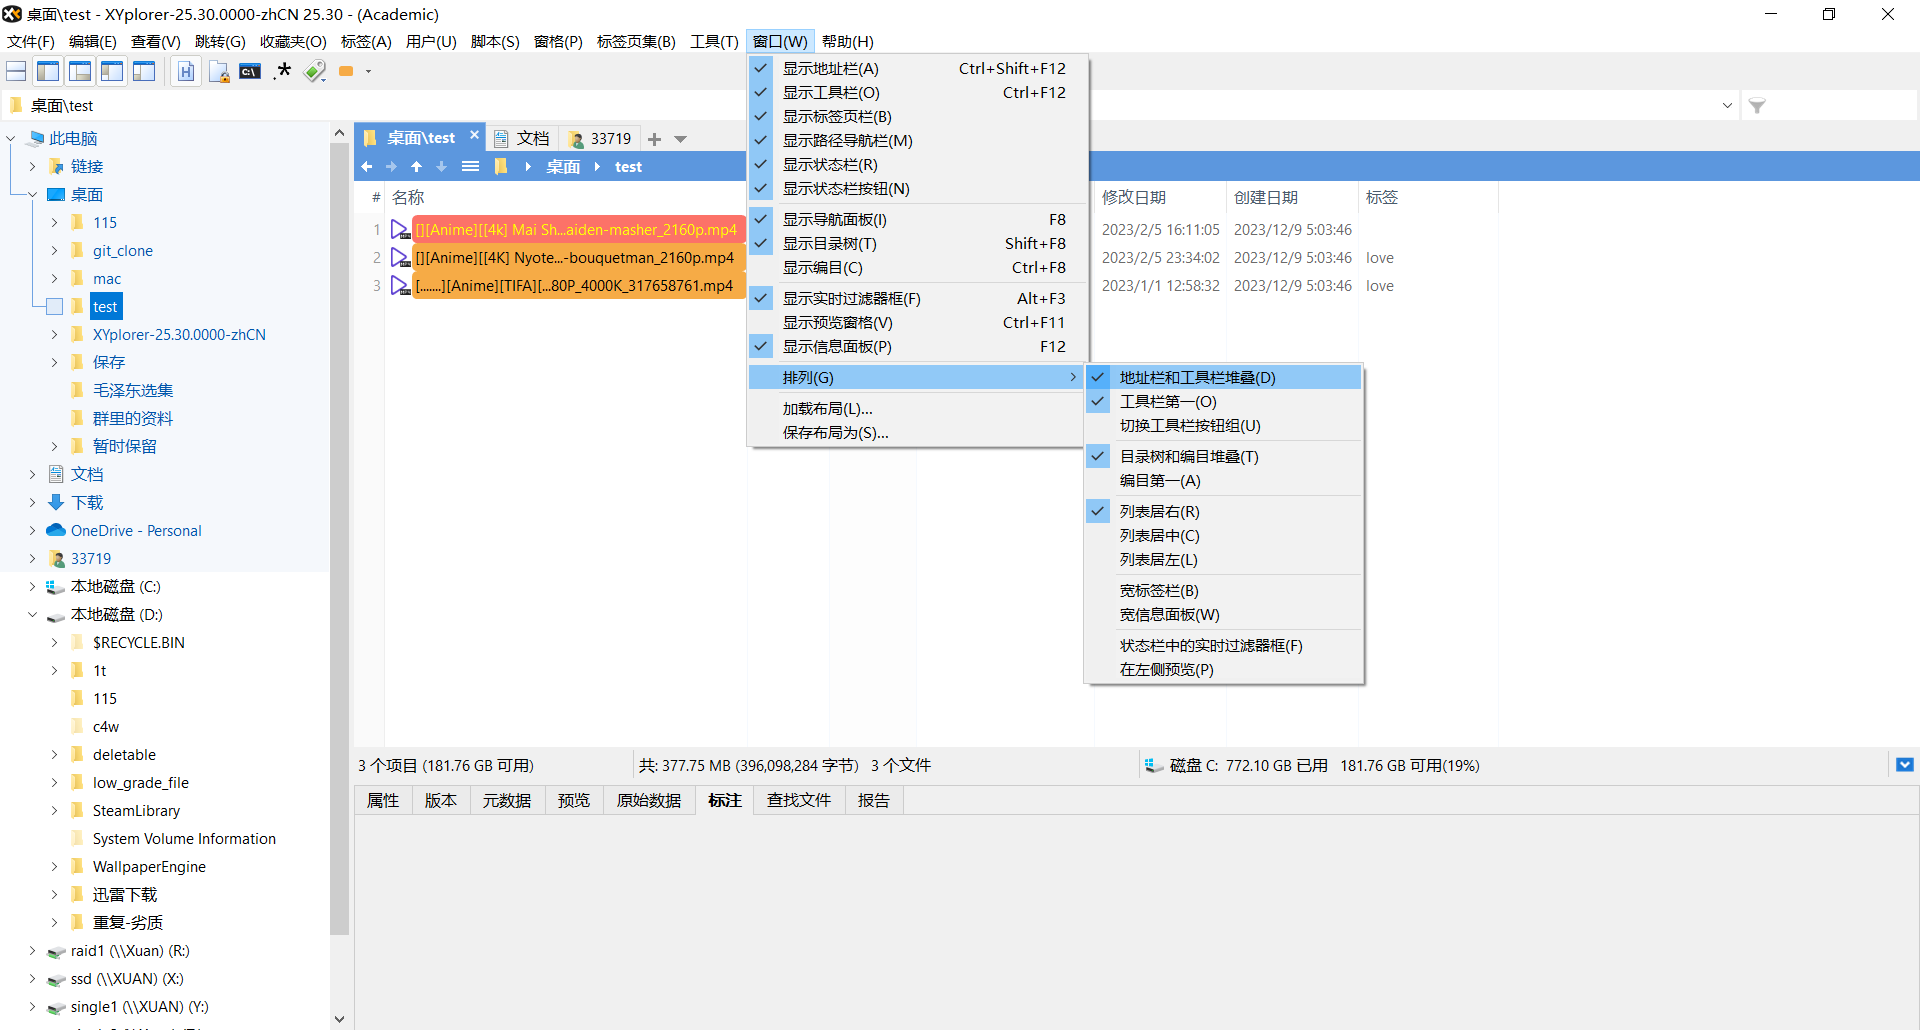 桌面\test - XYplorer-25.30.0000-zhCN 25.30 - (Academic)
文件(F) 编辑(E) 查看(V) 跳转(G) 收藏夹(O) 标签(A) 用户(U) 脚本(S) 窗格(P) 标签页集(B) 工具(T) 窗口(W) 帮助(H)
桌面\test
此电脑
链接
桌面
115
git_clone
mac
test
XYplorer-25.30.0000-zhCN
保存
毛泽东选集
群里的资料
暂时保留
文档
下载
OneDrive - Personal
33719
本地磁盘 (C:)
本地磁盘 (D:)
$RECYCLE.BIN
1t
115
c4w
deletable
low_grade_file
SteamLibrary
System Volume Information
WallpaperEngine
迅雷下载
重复-劣质
raid1 (\\Xuan) (R:)
ssd (\\XUAN) (X:)
single1 (\\XUAN) (Y:)
桌面\test 文档 33719
桌面 test
# 名称 修改日期 创建日期 标签
1 [][Anime][[4k] Mai Sh...aiden-masher_2160p.mp4 2023/2/5 16:11:05 2023/12/9 5:03:46
2 [][Anime][[4K] Nyote...-bouquetman_2160p.mp4 2023/2/5 23:34:02 2023/12/9 5:03:46 love
3 [.......][Anime][TIFA][...80P_4000K_317658761.mp4 2023/1/1 12:58:32 2023/12/9 5:03:46 love
显示地址栏(A) Ctrl+Shift+F12
显示工具栏(O) Ctrl+F12
显示标签页栏(B)
显示路径导航栏(M)
显示状态栏(R)
显示状态栏按钮(N)
显示导航面板(I) F8
显示目录树(T) Shift+F8
显示编目(C) Ctrl+F8
显示实时过滤器框(F) Alt+F3
显示预览窗格(V) Ctrl+F11
显示信息面板(P) F12
排列(G)
加载布局(L)...
保存布局为(S)...
地址栏和工具栏堆叠(D)
工具栏第一(O)
切换工具栏按钮组(U)
目录树和编目堆叠(T)
编目第一(A)
列表居右(R)
列表居中(C)
列表居左(L)
宽标签栏(B)
宽信息面板(W)
状态栏中的实时过滤器框(F)
在左侧预览(P)
3 个项目 (181.76 GB 可用) 共: 377.75 MB (396,098,284 字节) 3 个文件 磁盘 C: 772.10 GB 已用 181.76 GB 可用(19%)
属性 版本 元数据 预览 原始数据 标注 查找文件 报告